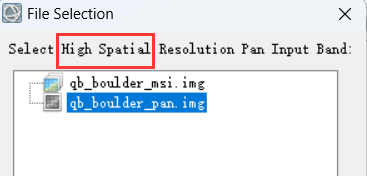 File Selection
Select High Spatial Resolution Pan Input Band:
qb_boulder_msi.img
qb_boulder_pan.img